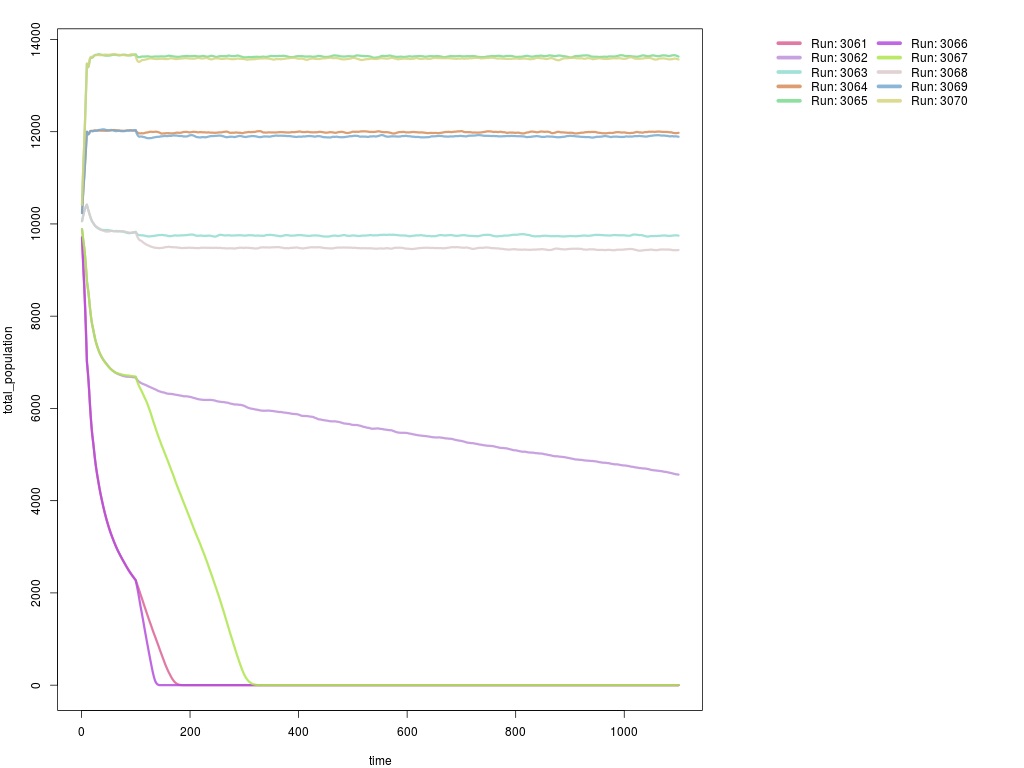 14000
12000
10000
8000
6000
4000
2000
0
total_population
0 200 400 600 800 1000
time
Run: 3061 Run: 3066
Run: 3062 Run: 3067
Run: 3063 Run: 3068
Run: 3064 Run: 3069
Run: 3065 Run: 3070